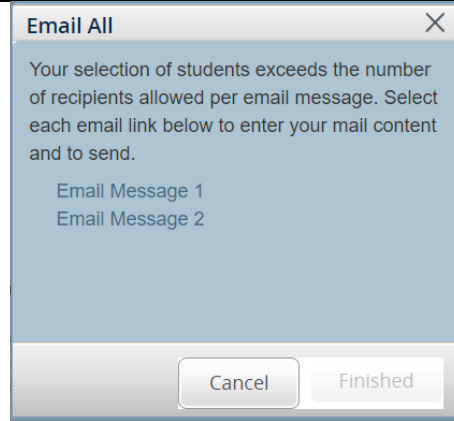 Email All
Your selection of students exceeds the number
of recipients allowed per email message. Select
each email link below to enter your mail content
and to send.
Email Message 1
Email Message 2
Cancel
Finished